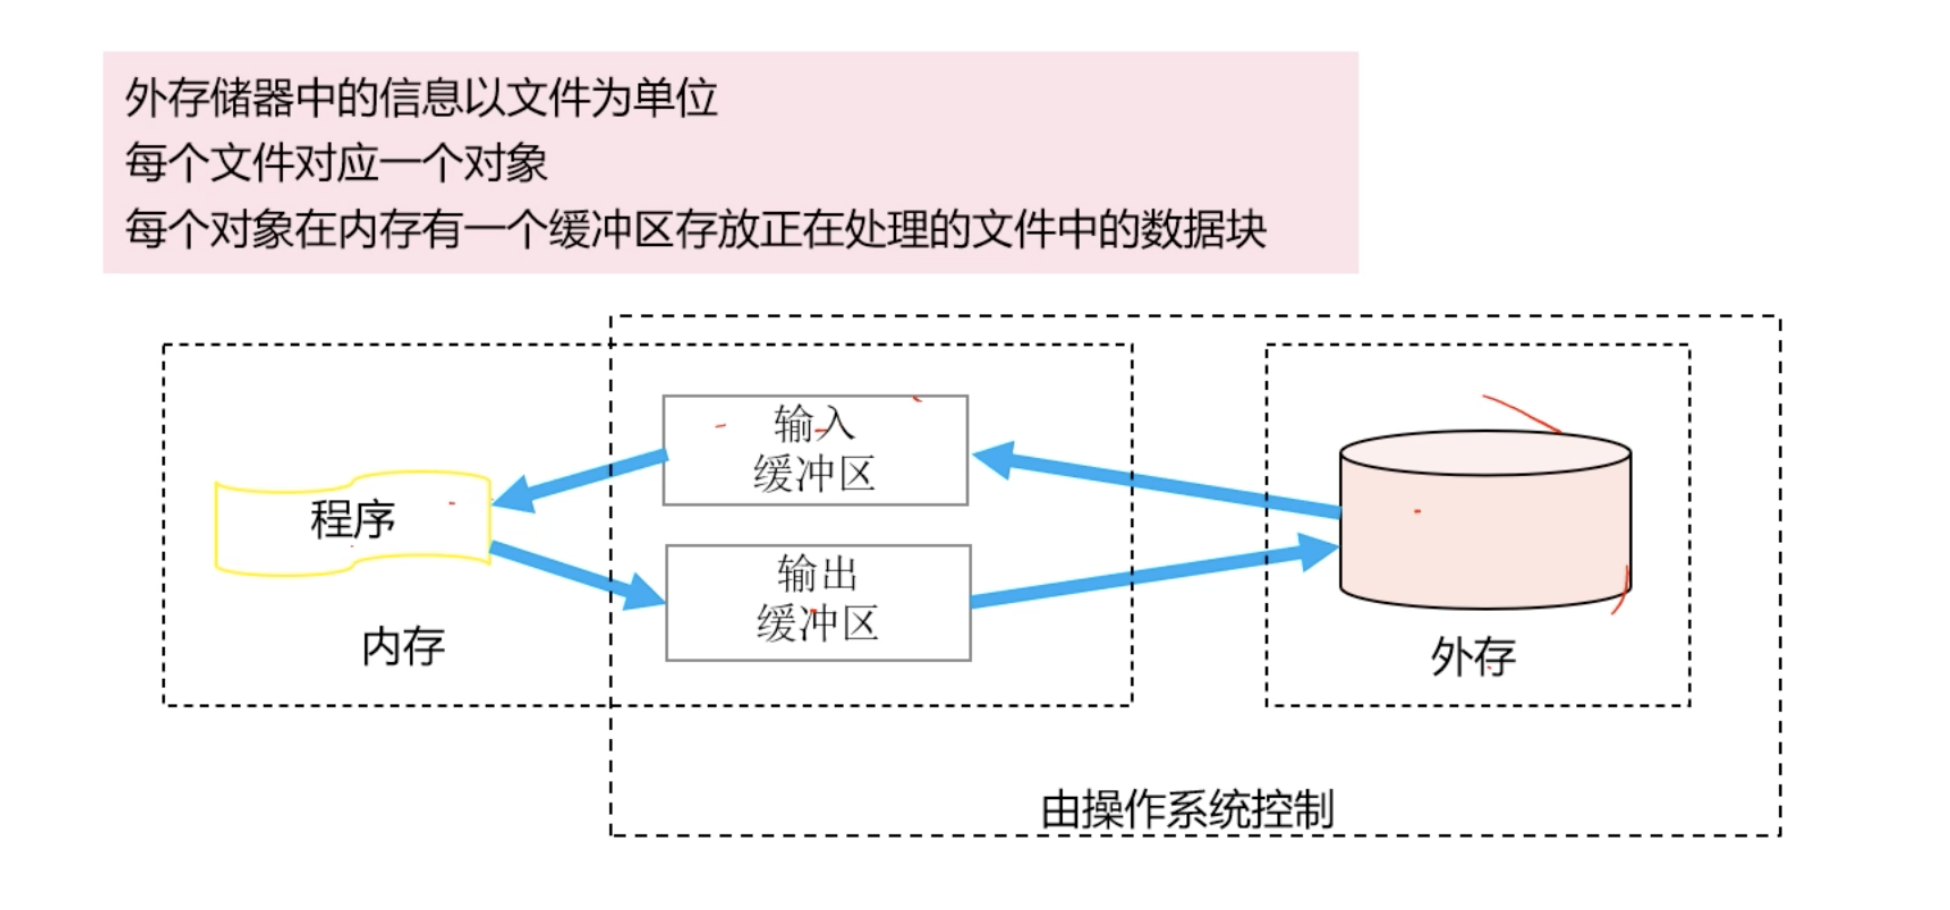 外存储器中的信息以文件为单位
每个文件对应一个对象
每个对象在内存有一个缓冲区存放正在处理的文件中的数据块
输入
缓冲区
程序
输出
缓冲区
内存
外存
由操作系统控制